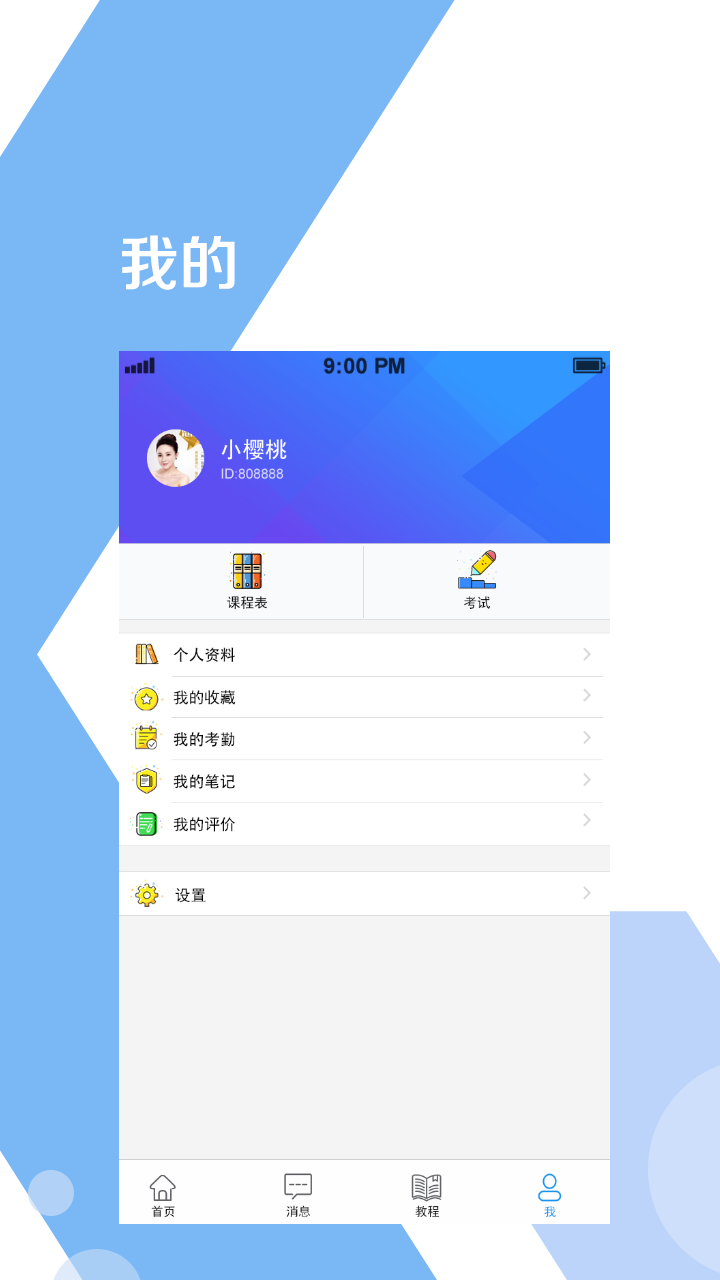 我的
9:00 PM
小樱桃
ID:808888
课程表
考试
个人资料
我的收藏
我的考勤
我的笔记
我的评价
设置
首页
消息
教程
我